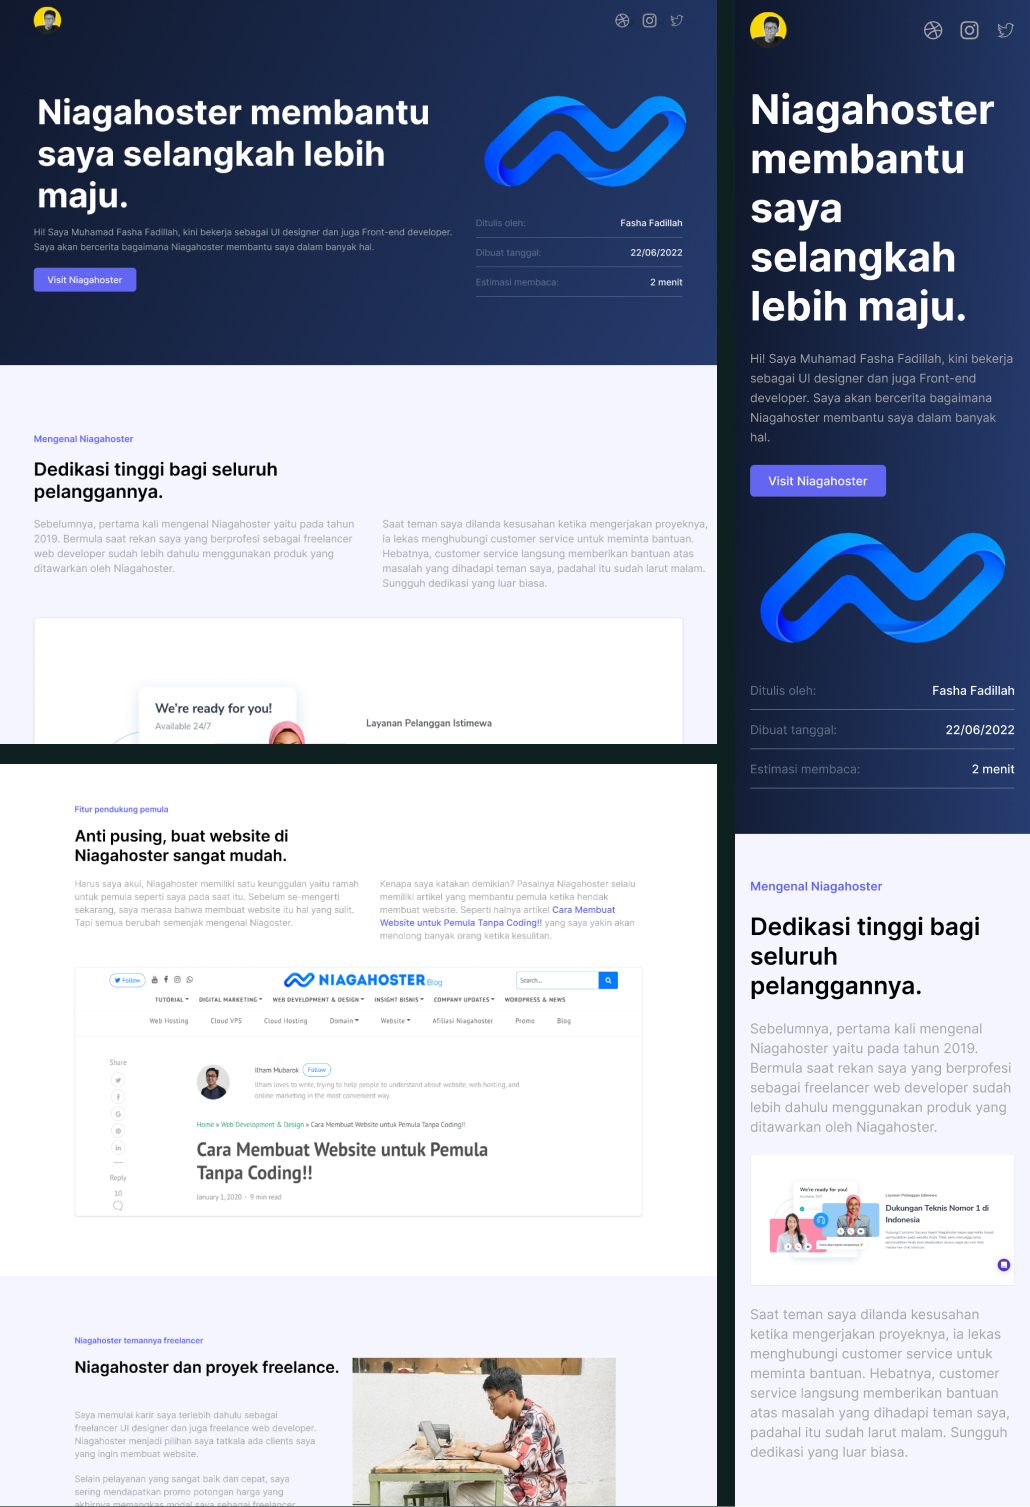 Niagahoster membantu
saya selangkah lebih
maju.
Hi! Saya Muhamad Fasha Fadillah, kini bekerja sebagai UI designer dan juga Front-end developer.
Saya akan bercerita bagaimana Niagahoster membantu saya dalam banyak hal.
Visit Niagahoster
Ditulis oleh: Fasha Fadillah
Dibuat tanggal: 22/06/2022
Estimasi membaca: 2 menit
Mengenal Niagahoster
Dedikasi tinggi bagi seluruh
pelanggannya.
Sebelumnya, pertama kali mengenal Niagahoster yaitu pada tahun
2019. Bermula saat rekan saya yang berprofesi sebagai freelancer
web developer sudah lebih dahulu menggunakan produk yang
ditawarkan oleh Niagahoster.
Saat teman saya dilanda kesusahan ketika mengerjakan proyeknya,
ia lekas menghubungi customer service untuk meminta bantuan.
Hebatnya, customer service langsung memberikan bantuan atas
masalah yang dihadapi teman saya, padahal itu sudah larut malam.
Sungguh dedikasi yang luar biasa.
We're ready for you!
Available 24/7
Layanan Pelanggan Istimewa
Fitur pendukung pemula
Anti pusing, buat website di
Niagahoster sangat mudah.
Harus saya akui, Niagahoster memiliki satu keunggulan yaitu ramah
untuk pemula seperti saya pada saat itu. Sebelum se-mengerti
sekarang, saya merasa bahwa membuat website itu hal yang sulit.
Tapi semua berubah semenjak mengenal Niagoster.
Kenapa saya katakan demikian? Pasalnya Niagahoster selalu
memiliki artikel yang membantu pemula ketika hendak
membuat website. Seperti halnya artikel Cara Membuat
Website untuk Pemula Tanpa Coding!! yang saya yakin akan
menolong banyak orang ketika kesulitan.
Follow
NIAGAHOSTER Blog
Search...
TUTORIAL DIGITAL MARKETING WEB DEVELOPMENT & DESIGN INSIGHT BISNIS COMPANY UPDATES WORDPRESS & NEWS
Web Hosting Cloud VPS Cloud Hosting Domain Website Afiliasi Niagahoster Promo Blog
Share
Ilham Mubarok Follow
Ilham loves to write, trying to help people to understand about website, web hosting, and
online marketing in the most convenient way.
Home » Web Development & Design » Cara Membuat Website untuk Pemula Tanpa Coding!!
Cara Membuat Website untuk Pemula
Tanpa Coding!!
January 1, 2020 - 9 min read
Reply
10
Niagahoster temannya freelancer
Niagahoster dan proyek freelance.
Saya memulai karir saya terlebih dahulu sebagai
freelancer UI designer dan juga freelance web developer.
Niagahoster menjadi pilihan saya tatkala ada clients saya
yang ingin membuat website.
Selain pelayanan yang sangat baik dan cepat, saya
sering mendapatkan promo potongan harga yang
akhirnya memangkas modal saya sebagai freelancer
Niagahoster
membantu
saya
selangkah
lebih maju.
Hi! Saya Muhamad Fasha Fadillah, kini bekerja
sebagai UI designer dan juga Front-end
developer. Saya akan bercerita bagaimana
Niagahoster membantu saya dalam banyak
hal.
Visit Niagahoster
Ditulis oleh: Fasha Fadillah
Dibuat tanggal: 22/06/2022
Estimasi membaca: 2 menit
Mengenal Niagahoster
Dedikasi tinggi bagi
seluruh
pelanggannya.
Sebelumnya, pertama kali mengenal
Niagahoster yaitu pada tahun 2019.
Bermula saat rekan saya yang berprofesi
sebagai freelancer web developer sudah
lebih dahulu menggunakan produk yang
ditawarkan oleh Niagahoster.
We're ready for you!
Available 24/7
Layanan Pelanggan Istimewa
Dukungan Teknis Nomor 1 di
Indonesia
Saat teman saya dilanda kesusahan
ketika mengerjakan proyeknya, ia lekas
menghubungi customer service untuk
meminta bantuan. Hebatnya, customer
service langsung memberikan bantuan
atas masalah yang dihadapi teman saya,
padahal itu sudah larut malam. Sungguh
dedikasi yang luar biasa.